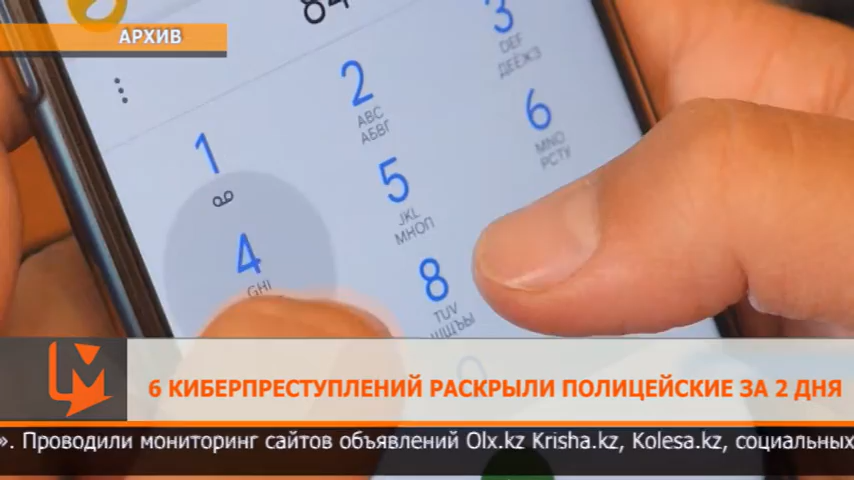 АРХИВ
84
1
2
ABC
АБВГ
3
DEF
ДЕЁЖЗ
4
GHI
5
JKL
МНОП
6
MNO
РСТУ
8
TUV
ШЩЪЫ
6 КИБЕРПРЕСТУПЛЕНИЙ РАСКРЫЛИ ПОЛИЦЕЙСКИЕ ЗА 2 ДНЯ
». Проводили мониторинг сайтов объявлений Olx.kz Krisha.kz, Kolesa.kz, социальных